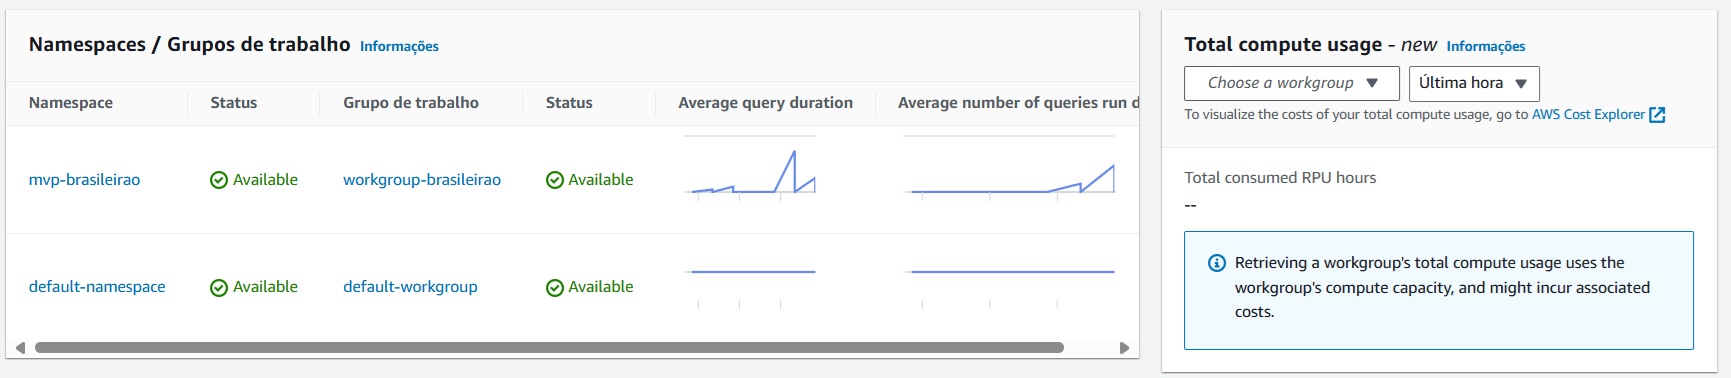 Namespaces / Grupos de trabalho Informações
Namespace Status Grupo de trabalho Status Average query duration Average number of queries run d
mvp-brasileirao Available workgroup-brasileirao Available
default-namespace Available default-workgroup Available
Total compute usage - new Informações
Choose a workgroup Última hora
To visualize the costs of your total compute usage, go to AWS Cost Explorer
Total consumed RPU hours
--
Retrieving a workgroup's total compute usage uses the
workgroup's compute capacity, and might incur associated
costs.